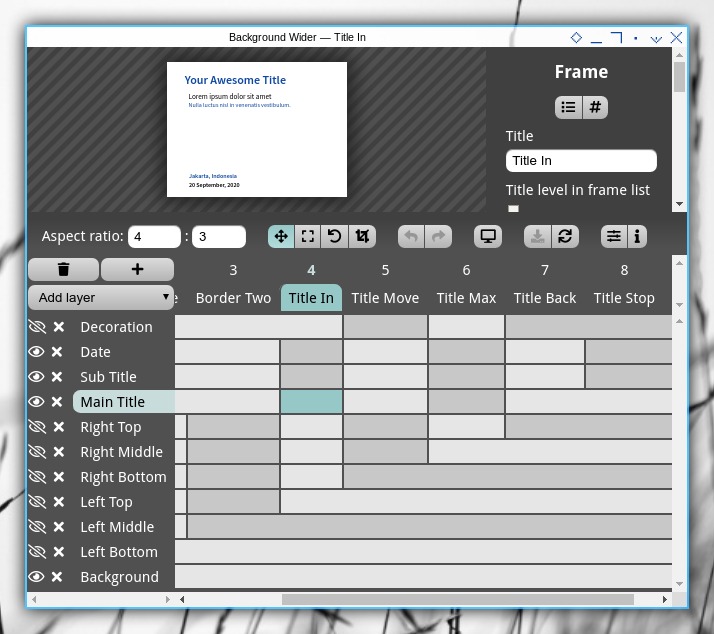 Background Wider — Title In
Your Awesome Title
Lorem ipsum dolor sit amet
Nulla luctus nisl in venenatis vestibulum.
Jakarta, Indonesia
20 September, 2020
Frame
#
Title
Title In
Title level in frame list
Aspect ratio: 4 : 3
3 4 5 6 7 8
Add layer
Border Two Title In Title Move Title Max Title Back Title Stop
Decoration
Date
Sub Title
Main Title
Right Top
Right Middle
Right Bottom
Left Top
Left Middle
Left Bottom
Background